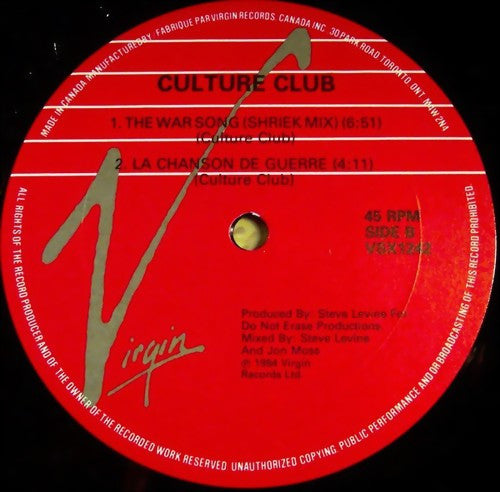 MADE IN CANADA. MANUFACTURED BY. FABRIQUE PAR VIRGIN RECORDS. CANADA INC. 30 PARK ROAD TORONTO. ONT. M4W 2N4
CULTURE CLUB
1. THE WAR SONG (SHRIEK MIX) (6:51)
(Culture Club)
2. LA CHANSON DE GUERRE (4:11)
(Culture Club)
45 RPM
SIDE B
VSX1242
Virgin
Produced By: Steve Levine For
Do Not Erase Productions
Mixed By: Steve Levine
And Jon Moss
℗ 1984 Virgin
Records Ltd.
ALL RIGHTS OF THE RECORD PRODUCER AND OF THE OWNER OF THE RECORDED WORK RESERVED. UNAUTHORIZED COPYING, PUBLIC PERFORMANCE AND/OR BROADCASTING OF THIS RECORD PROHIBITED.